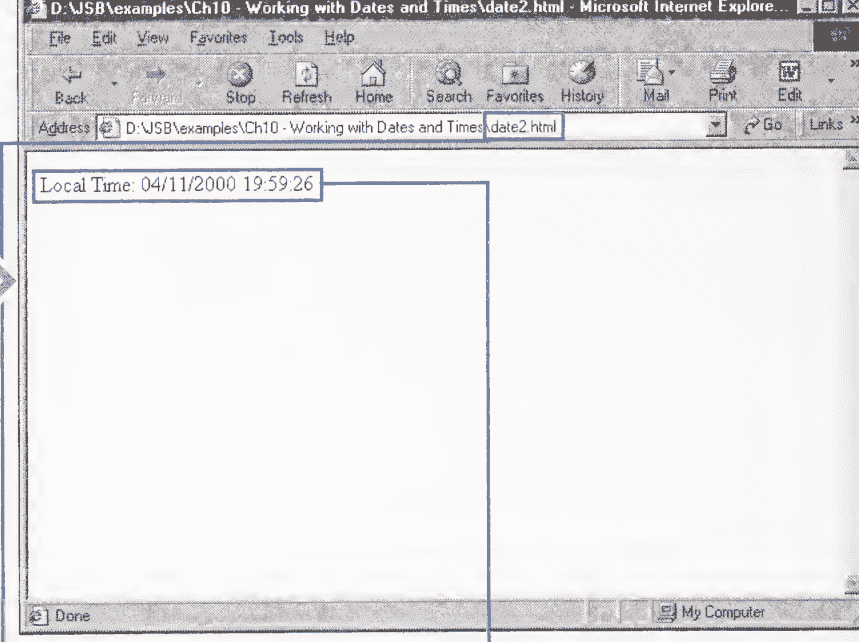 D:\JSB\examples\Ch10 - Working with Dates and Times\date2.html - Microsoft Internet Explore...
File Edit View Favorites Tools Help
Back Forward Stop Refresh Home Search Favorites History Mail Print Edit »
Address D:\JSB\examples\Ch10 - Working with Dates and Times\date2.html Go Links »
Local Time: 04/11/2000 19:59:26
Done My Computer